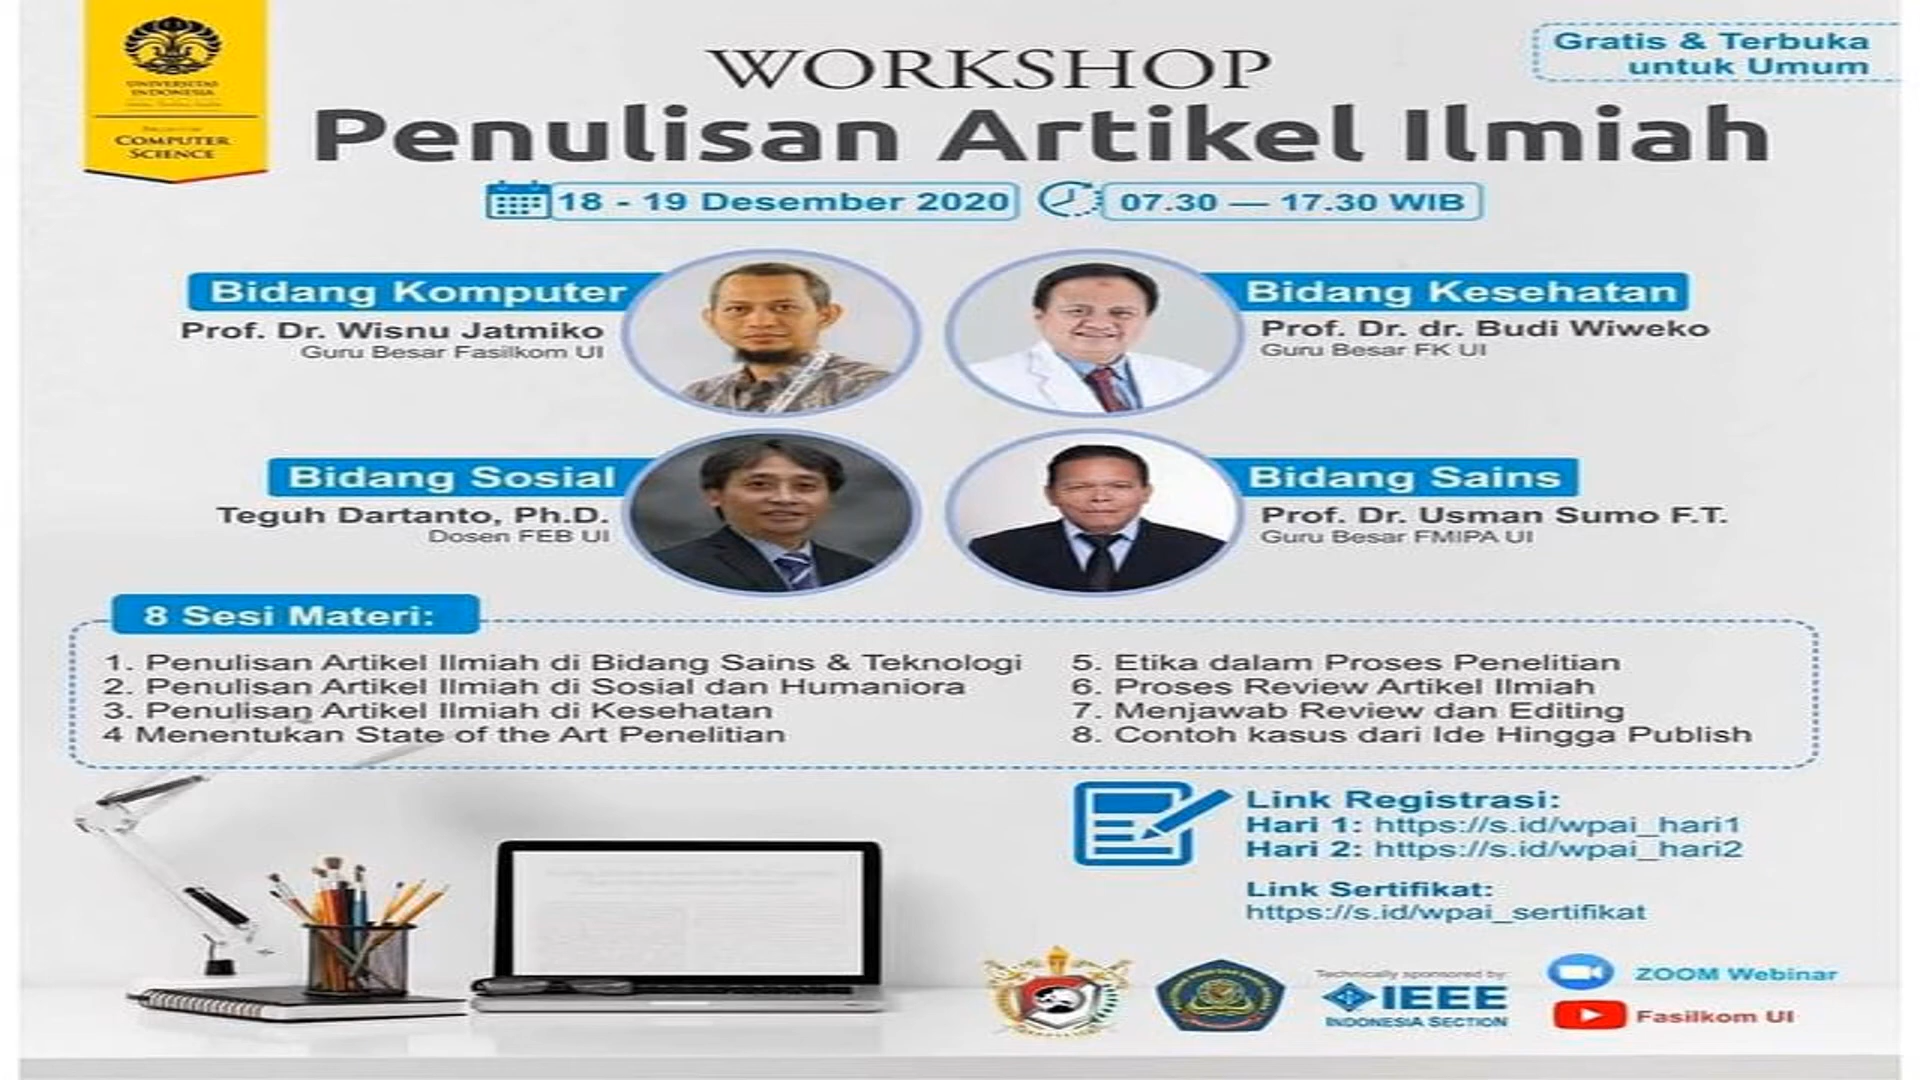 UNIVERSITAS
INDONESIA
COMPUTER
SCIENCE
Gratis & Terbuka
untuk Umum
WORKSHOP
Penulisan Artikel Ilmiah
18 - 19 Desember 2020
07.30 — 17.30 WIB
Bidang Komputer
Prof. Dr. Wisnu Jatmiko
Guru Besar Fasilkom UI
Bidang Kesehatan
Prof. Dr. dr. Budi Wiweko
Guru Besar FK UI
Bidang Sosial
Teguh Dartanto, Ph.D.
Dosen FEB UI
Bidang Sains
Prof. Dr. Usman Sumo F.T.
Guru Besar FMIPA UI
8 Sesi Materi:
1. Penulisan Artikel Ilmiah di Bidang Sains & Teknologi
2. Penulisan Artikel Ilmiah di Sosial dan Humaniora
3. Penulisan Artikel Ilmiah di Kesehatan
4 Menentukan State of the Art Penelitian
5. Etika dalam Proses Penelitian
6. Proses Review Artikel Ilmiah
7. Menjawab Review dan Editing
8. Contoh kasus dari Ide Hingga Publish
Link Registrasi:
Hari 1: https://s.id/wpai_hari1
Hari 2: https://s.id/wpai_hari2
Link Sertifikat:
https://s.id/wpai_sertifikat
Technically sponsored by:
IEEE
INDONESIA SECTION
ZOOM Webinar
Fasilkom UI